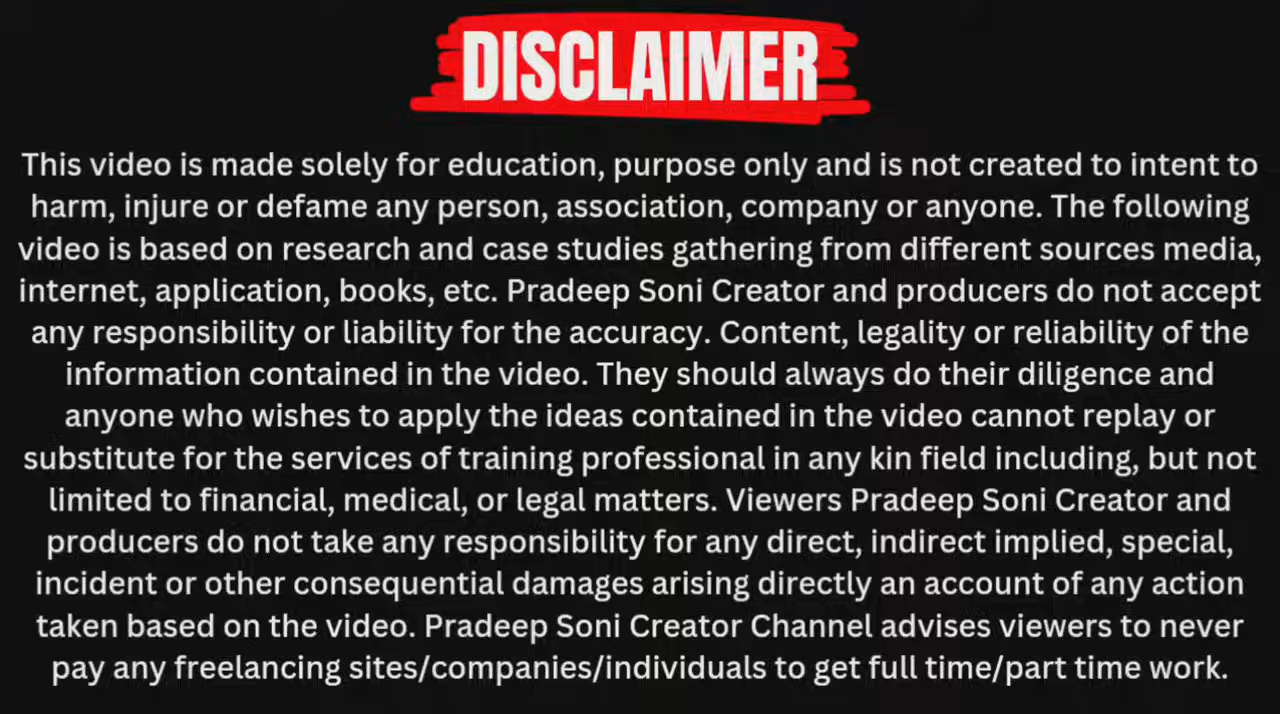 DISCLAIMER
This video is made solely for education, purpose only and is not created to intent to
harm, injure or defame any person, association, company or anyone. The following
video is based on research and case studies gathering from different sources media,
internet, application, books, etc. Pradeep Soni Creator and producers do not accept
any responsibility or liability for the accuracy. Content, legality or reliability of the
information contained in the video. They should always do their diligence and
anyone who wishes to apply the ideas contained in the video cannot replay or
substitute for the services of training professional in any kin field including, but not
limited to financial, medical, or legal matters. Viewers Pradeep Soni Creator and
producers do not take any responsibility for any direct, indirect implied, special,
incident or other consequential damages arising directly an account of any action
taken based on the video. Pradeep Soni Creator Channel advises viewers to never
pay any freelancing sites/companies/individuals to get full time/part time work.